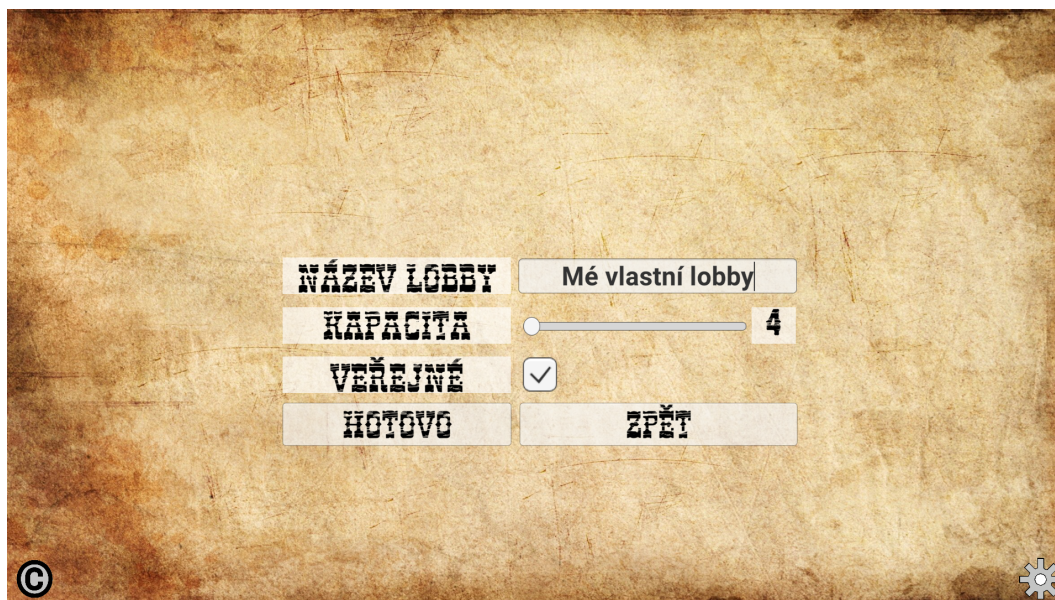 NÁZEV LOBBY Mé vlastní lobby
KAPACITA 4
VEŘEJNÉ
HOTOVO ZPĚT
©